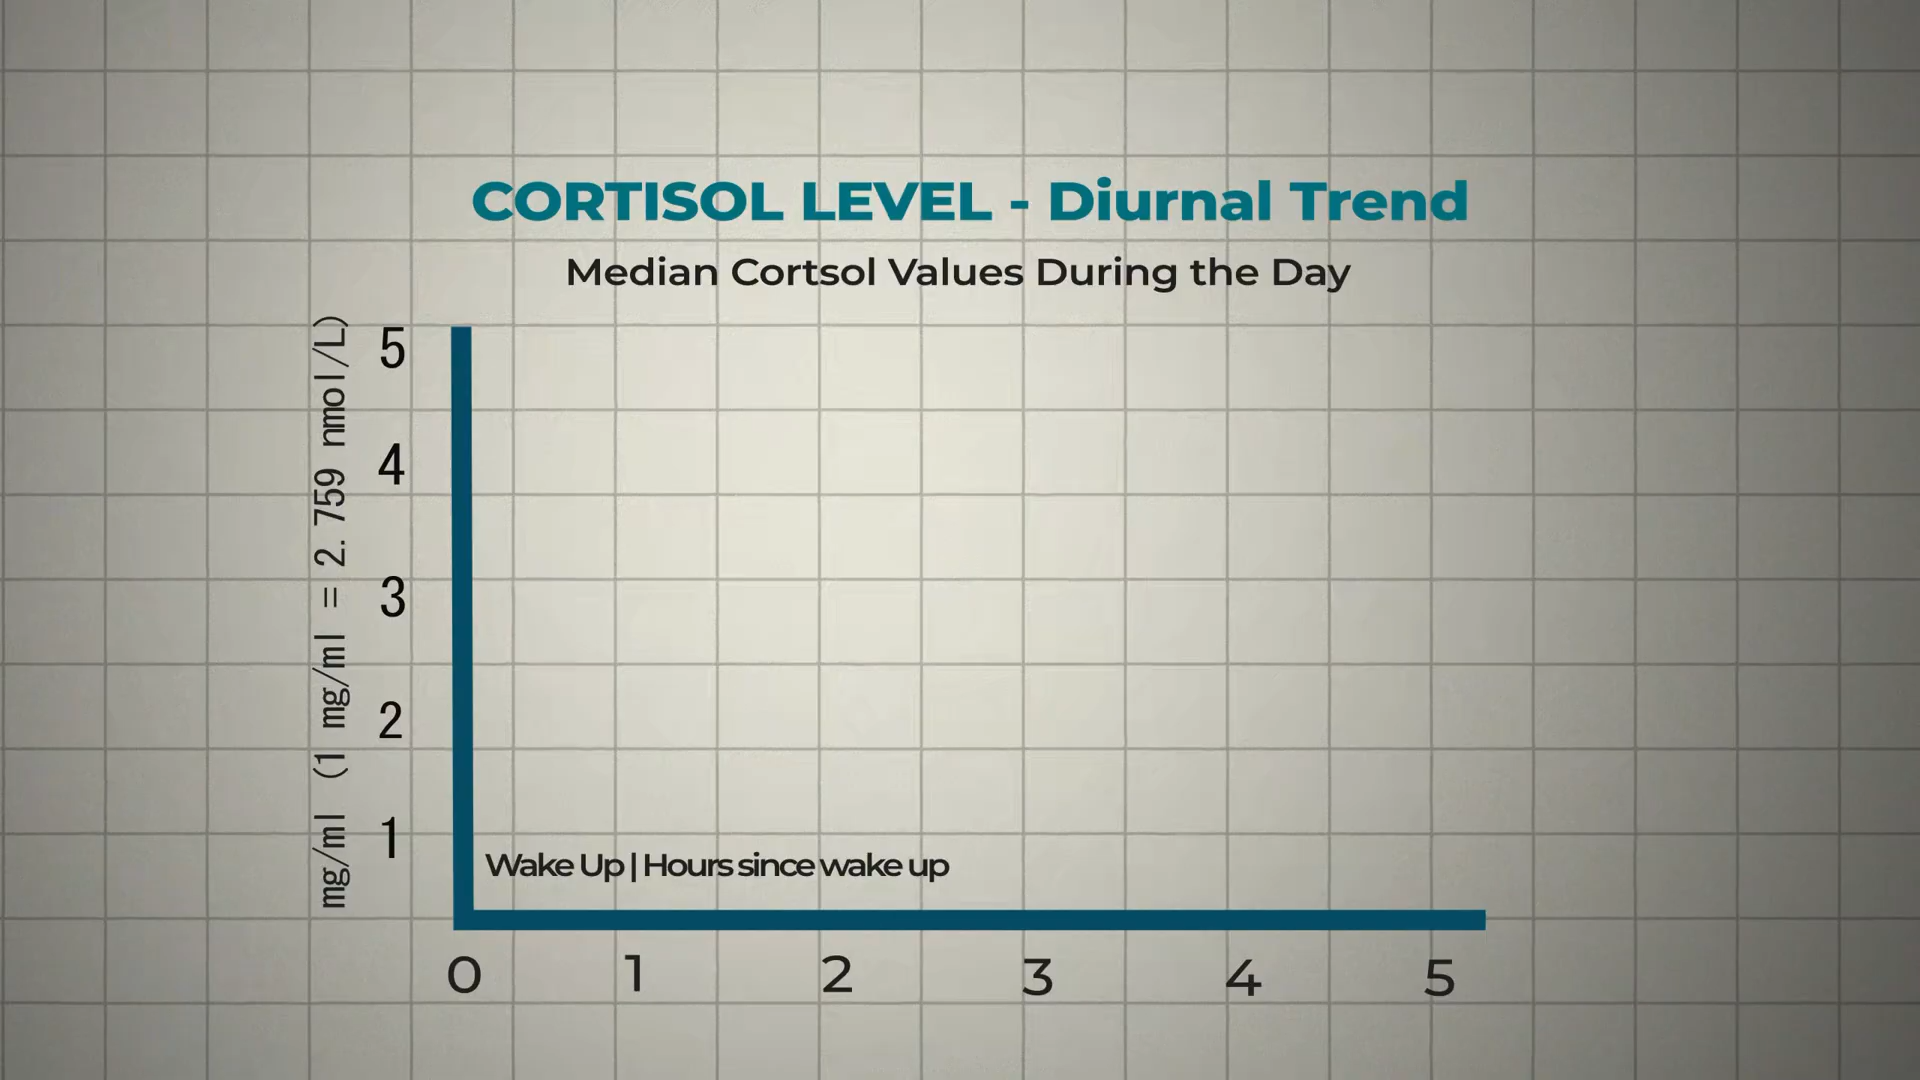 CORTISOL LEVEL - Diurnal Trend
Median Cortsol Values During the Day
mg/ml (1 mg/ml = 2. 759 nmol/L)
5
4
3
2
1
Wake Up | Hours since wake up
0 1 2 3 4 5